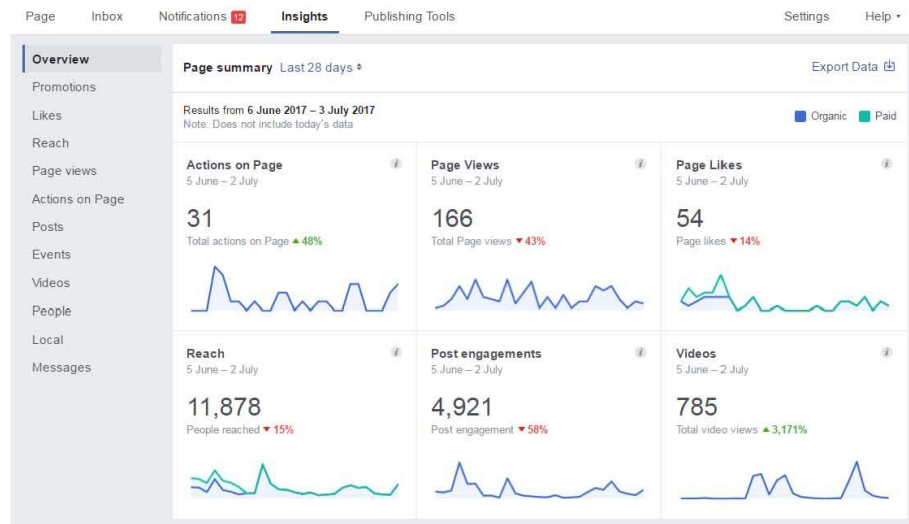 Page Inbox Notifications 12 Insights Publishing Tools Settings Help
Overview
Promotions
Likes
Reach
Page views
Actions on Page
Posts
Events
Videos
People
Local
Messages
Page summary Last 28 days Export Data
Results from 6 June 2017 – 3 July 2017
Note: Does not include today's data
Organic Paid
Actions on Page i
5 June – 2 July
31
Total actions on Page ▲ 48%
Page Views i
5 June – 2 July
166
Total Page views ▼ 43%
Page Likes i
5 June – 2 July
54
Page likes ▼ 14%
Reach i
5 June – 2 July
11,878
People reached ▼ 15%
Post engagements i
5 June – 2 July
4,921
Post engagement ▼ 58%
Videos i
5 June – 2 July
785
Total video views ▲ 3,171%